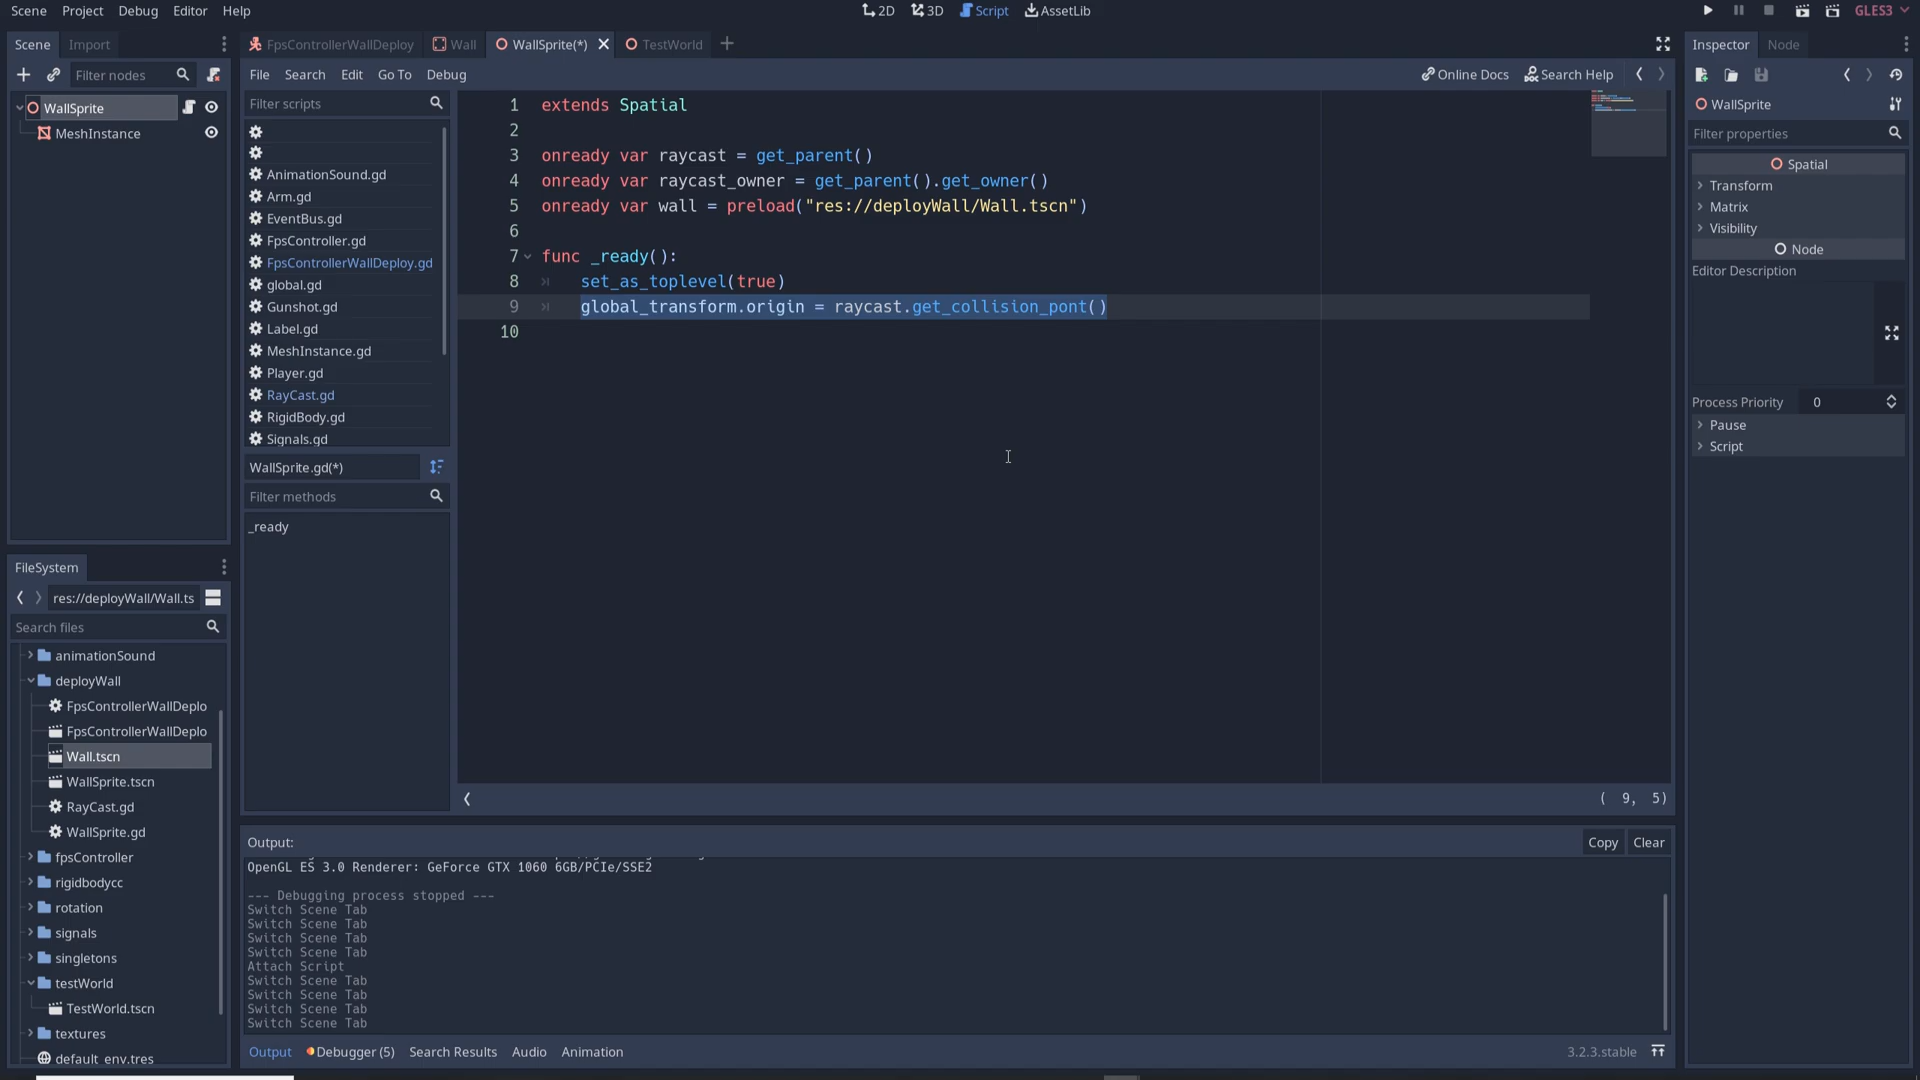 Scene Project Debug Editor Help
2D 3D Script AssetLib
GLES3
Scene Import
Filter nodes
WallSprite
MeshInstance
FpsControllerWallDeploy Wall WallSprite(*) TestWorld
File Search Edit Go To Debug
Online Docs Search Help
Filter scripts
AnimationSound.gd
Arm.gd
EventBus.gd
FpsController.gd
FpsControllerWallDeploy.gd
global.gd
Gunshot.gd
Label.gd
MeshInstance.gd
Player.gd
RayCast.gd
RigidBody.gd
Signals.gd
WallSprite.gd(*)
Filter methods
_ready
1 extends Spatial
2
3 onready var raycast = get_parent()
4 onready var raycast_owner = get_parent().get_owner()
5 onready var wall = preload("res://deployWall/Wall.tscn")
6
7 func _ready():
8 set_as_toplevel(true)
9 global_transform.origin = raycast.get_collision_pont()
10
( 9, 5)
Inspector Node
WallSprite
Filter properties
Spatial
Transform
Matrix
Visibility
Node
Editor Description
Process Priority 0
Pause
Script
FileSystem
res://deployWall/Wall.ts
Search files
animationSound
deployWall
FpsControllerWallDeplo
FpsControllerWallDeplo
Wall.tscn
WallSprite.tscn
RayCast.gd
WallSprite.gd
fpsController
rigidbodycc
rotation
signals
singletons
testWorld
TestWorld.tscn
textures
default_env.tres
Output:
Copy Clear
OpenGL ES 3.0 Renderer: GeForce GTX 1060 6GB/PCIe/SSE2
--- Debugging process stopped ---
Switch Scene Tab
Switch Scene Tab
Switch Scene Tab
Switch Scene Tab
Attach Script
Switch Scene Tab
Switch Scene Tab
Switch Scene Tab
Switch Scene Tab
Output Debugger (5) Search Results Audio Animation
3.2.3.stable